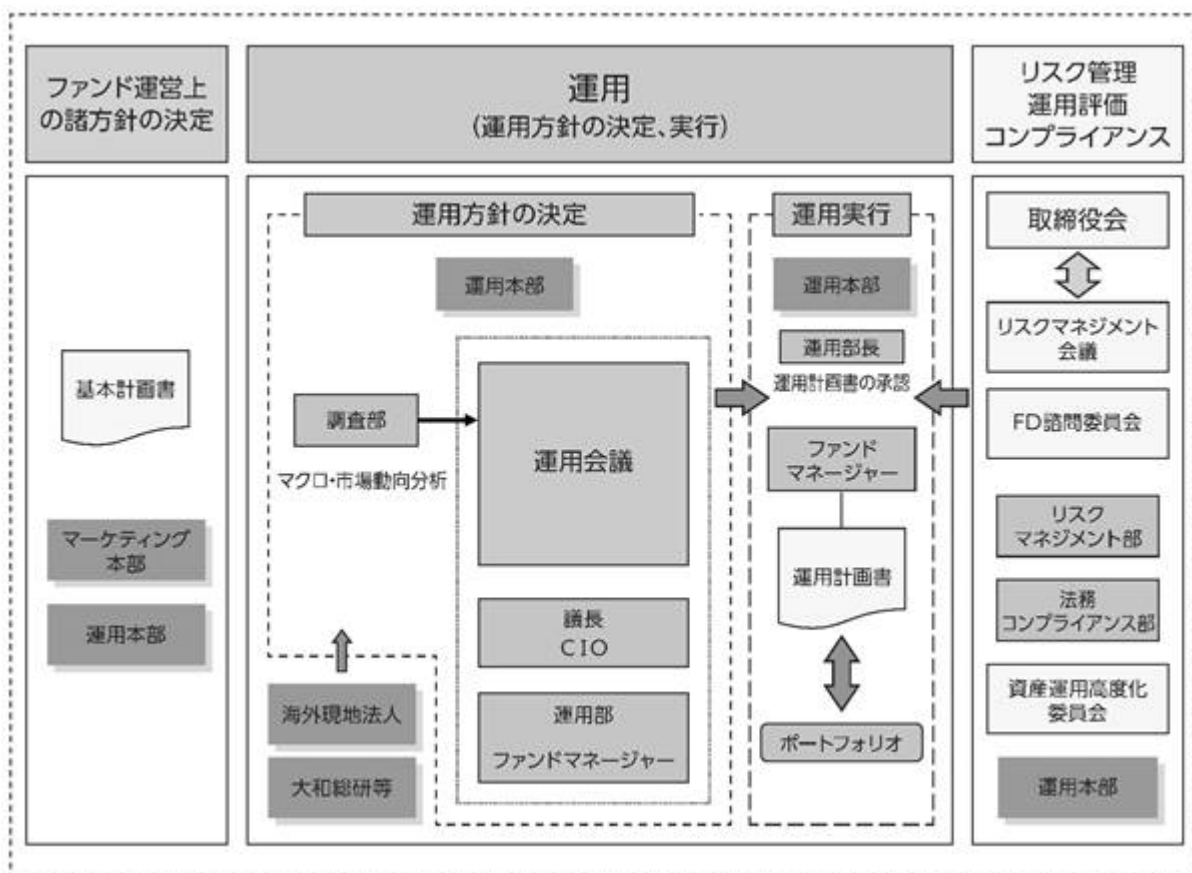 ファンド運営上
の諸方針の決定
運用
(運用方針の決定、実行)
リスク管理
運用評価
コンプライアンス
基本計画書
マーケティング
本部
運用本部
運用方針の決定
運用本部
調査部
マクロ・市場動向分析
運用会議
議長
CIO
運用部
ファンドマネージャー
海外現地法人
大和総研等
運用実行
運用本部
運用部長
運用計画書の承認
ファンド
マネージャー
運用計画書
ポートフォリオ
取締役会
リスクマネジメント
会議
FD諮問委員会
リスク
マネジメント部
法務
コンプライアンス部
資産運用高度化
委員会
運用本部